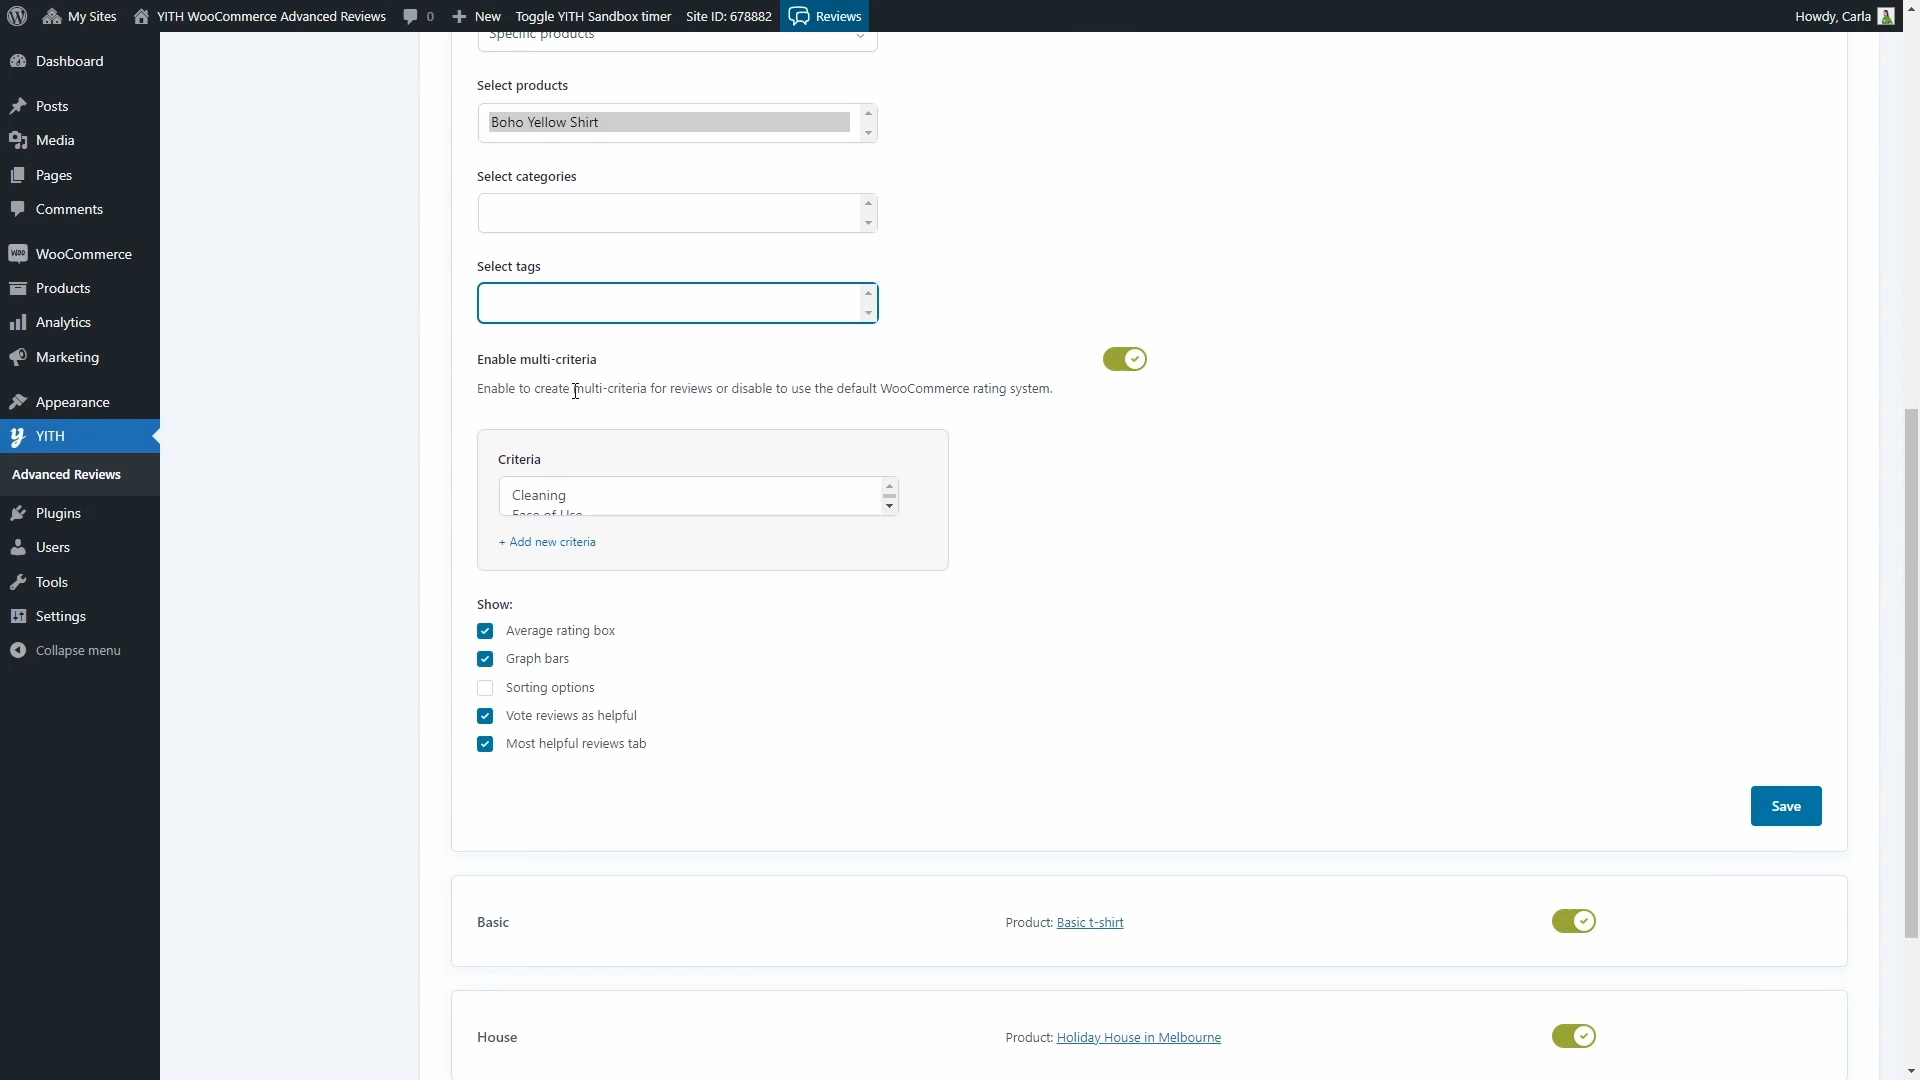 My Sites
YITH WooCommerce Advanced Reviews
0
New
Toggle YITH Sandbox timer
Site ID: 678882
Reviews
Howdy, Carla
Dashboard
Posts
Media
Pages
Comments
WooCommerce
Products
Analytics
Marketing
Appearance
YITH
Advanced Reviews
Plugins
Users
Tools
Settings
Collapse menu
Specific products
Select products
Boho Yellow Shirt
Select categories
Select tags
Enable multi-criteria
Enable to create multi-criteria for reviews or disable to use the default WooCommerce rating system.
Criteria
Cleaning
Ease of Use
+ Add new criteria
Show:
Average rating box
Graph bars
Sorting options
Vote reviews as helpful
Most helpful reviews tab
Save
Basic
Product: Basic t-shirt
House
Product: Holiday House in Melbourne